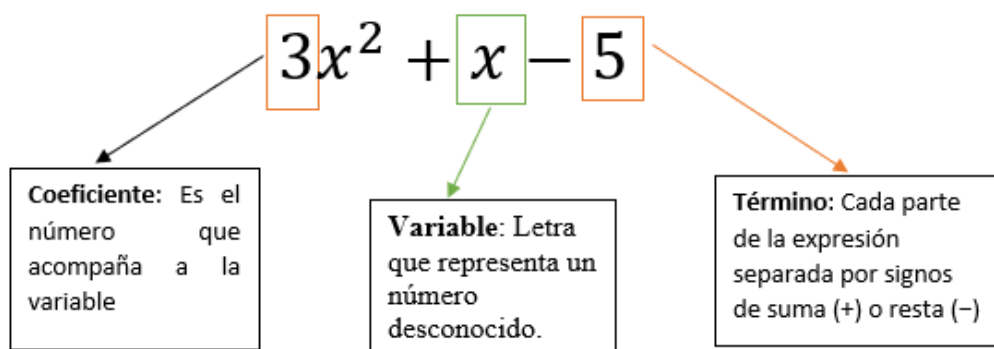 3x² + x − 5
Coeficiente: Es el
número que
acompaña a la
variable
Variable: Letra
que representa un
número
desconocido.
Término: Cada parte
de la expresión
separada por signos
de suma (+) o resta (−)